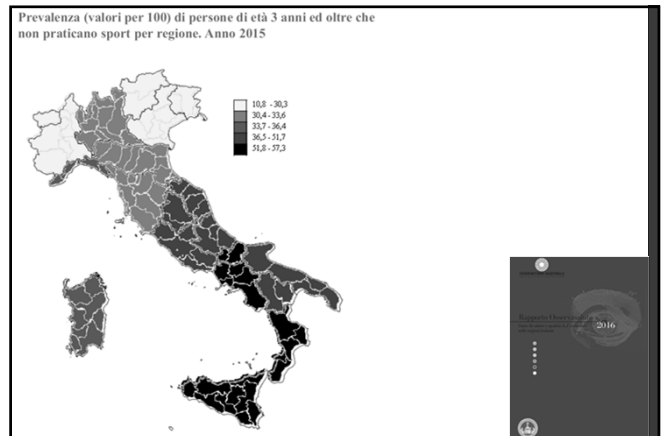 Prevalenza (valori per 100) di persone di età 3 anni ed oltre che
non praticano sport per regione. Anno 2015
10,8 - 30,3
30,4 - 33,6
33,7 - 36,4
36,5 - 51,7
51,8 - 57,3
Rapporto Osservasalute
2016